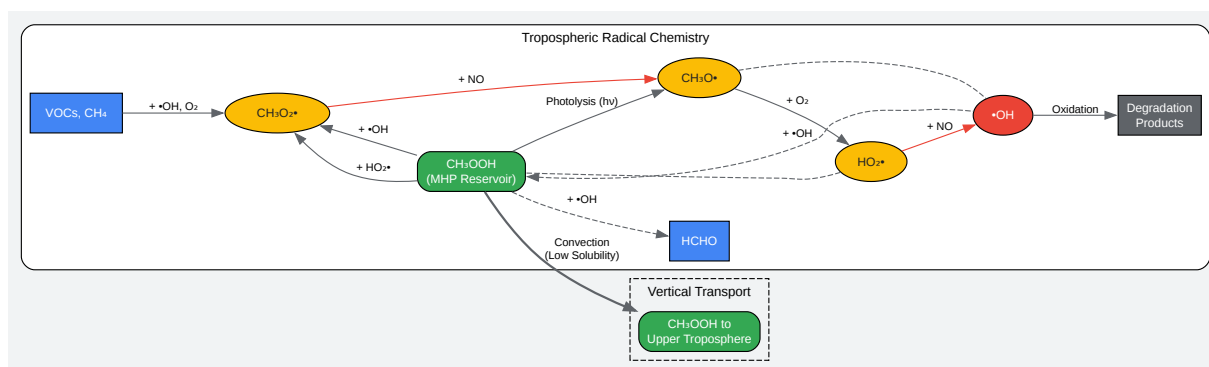 Tropospheric Radical Chemistry
VOCs, CH₄
+ •OH, O₂
CH₃O₂•
+ NO
CH₃O•
Photolysis (hν)
+ O₂
+ •OH
+ •OH
+ HO₂•
CH₃OOH
(MHP Reservoir)
HO₂•
+ NO
•OH
Oxidation
Degradation
Products
+ •OH
HCHO
Convection
(Low Solubility)
Vertical Transport
CH₃OOH to
Upper Troposphere